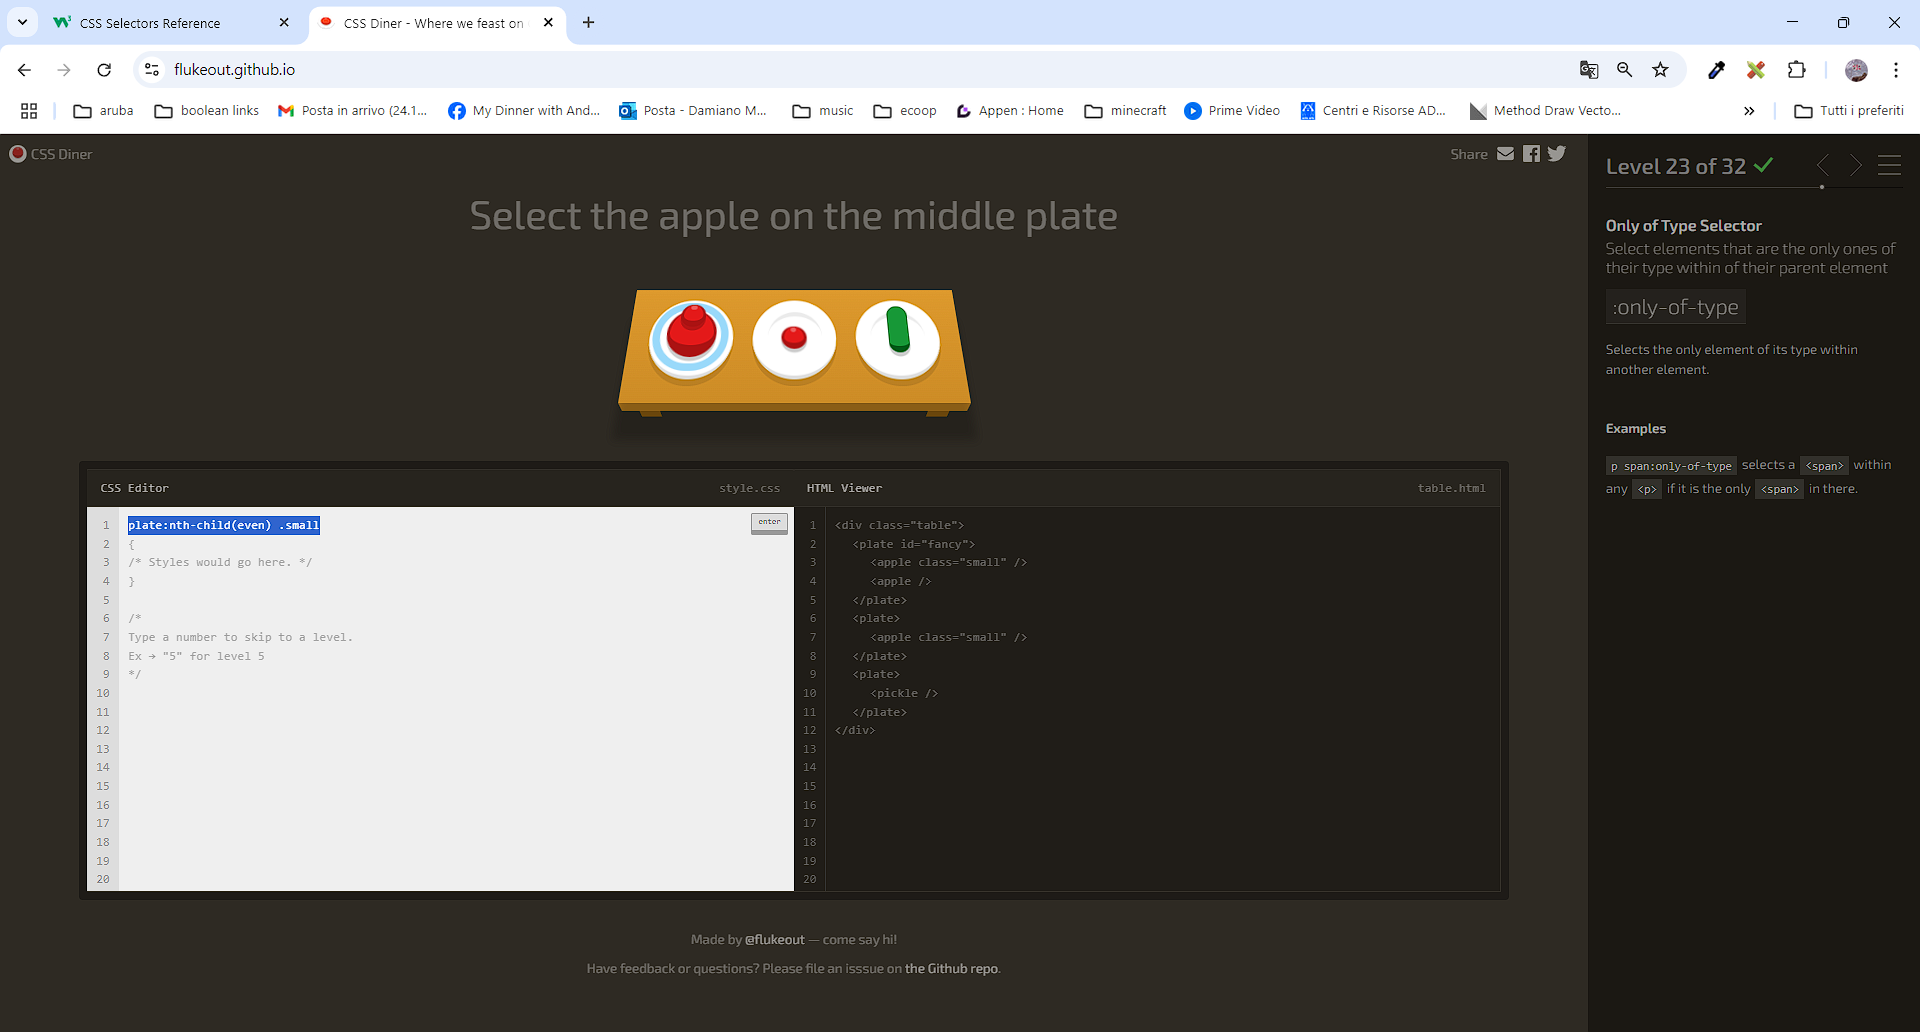 CSS Selectors Reference
CSS Diner - Where we feast on
flukeout.github.io
aruba
boolean links
Posta in arrivo (24.1...
My Dinner with And...
Posta - Damiano M...
music
ecoop
Appen : Home
minecraft
Prime Video
Centri e Risorse AD...
Method Draw Vecto...
Tutti i preferiti
CSS Diner
Share
Select the apple on the middle plate
CSS Editor
style.css
1 plate:nth-child(even) .small
enter
2 {
3 /* Styles would go here. */
4 }
5
6 /*
7 Type a number to skip to a level.
8 Ex → "5" for level 5
9 */
10
11
12
13
14
15
16
17
18
19
20
HTML Viewer
table.html
1 <div class="table">
2 <plate id="fancy">
3 <apple class="small" />
4 <apple />
5 </plate>
6 <plate>
7 <apple class="small" />
8 </plate>
9 <plate>
10 <pickle />
11 </plate>
12 </div>
13
14
15
16
17
18
19
20
Made by @flukeout — come say hi!
Have feedback or questions? Please file an isssue on the Github repo.
Level 23 of 32
Only of Type Selector
Select elements that are the only ones of
their type within of their parent element
:only-of-type
Selects the only element of its type within
another element.
Examples
p span:only-of-type selects a <span> within
any <p> if it is the only <span> in there.